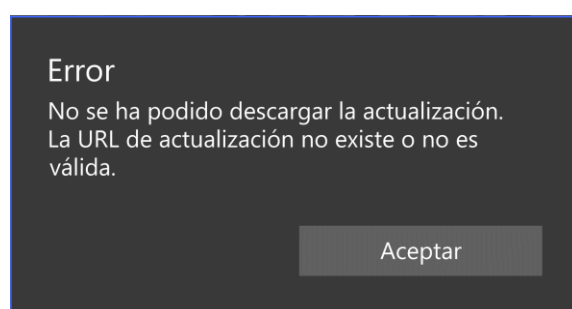 Error
No se ha podido descargar la actualización.
La URL de actualización no existe o no es
válida.
Aceptar